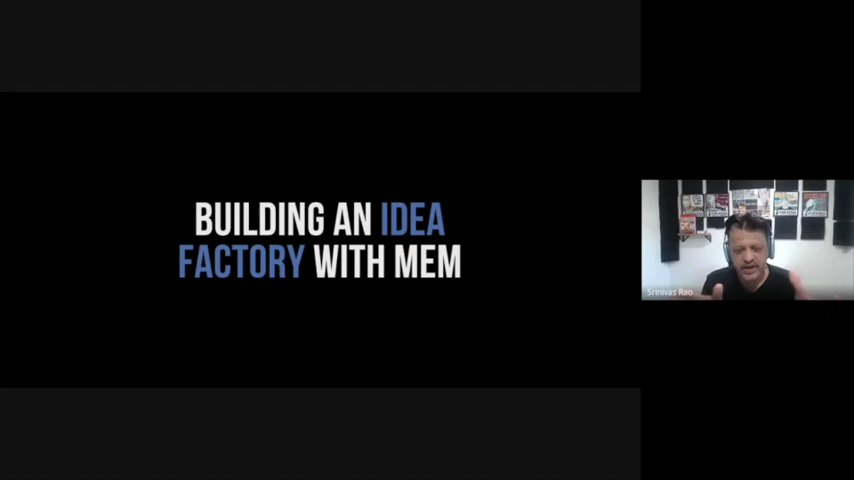 BUILDING AN IDEA
FACTORY WITH MEM
Srinivas Rao